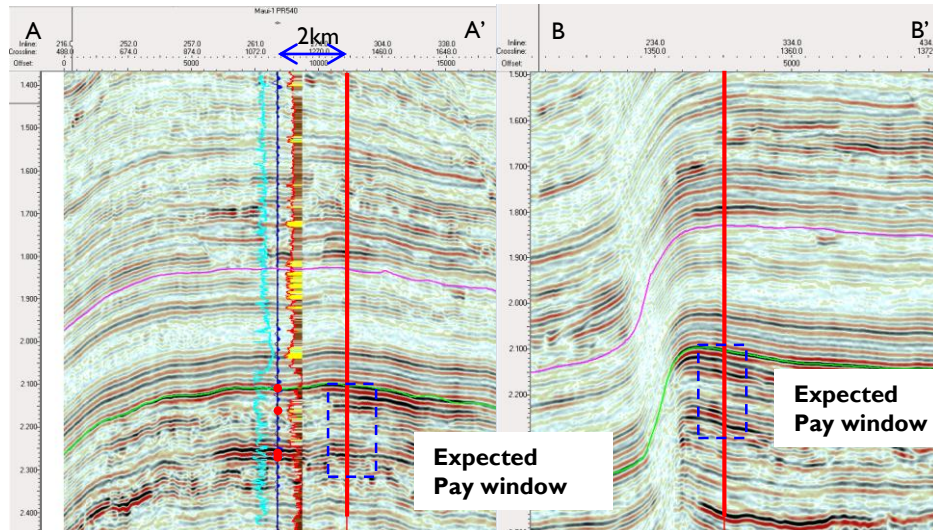 Maui-1 PR540
A
2km
A'
Inline: 216.0 252.0 261.0 304.0 338.0
Crossline: 488.0 874.0 1072.0 1460.0 1648.0
Offset: 0 5000 10000 15000
1.400
1.500
1.600
1.700
1.800
1.900
2.000
2.100
2.200
2.300
2.400
Expected
Pay window
B
B'
Inline: 234.0 334.0 434
Crossline: 1350.0 1360.0 1372
Offset: 5000
1.500
1.600
1.700
1.800
1.900
2.000
2.100
2.200
2.300
2.400
Expected
Pay window